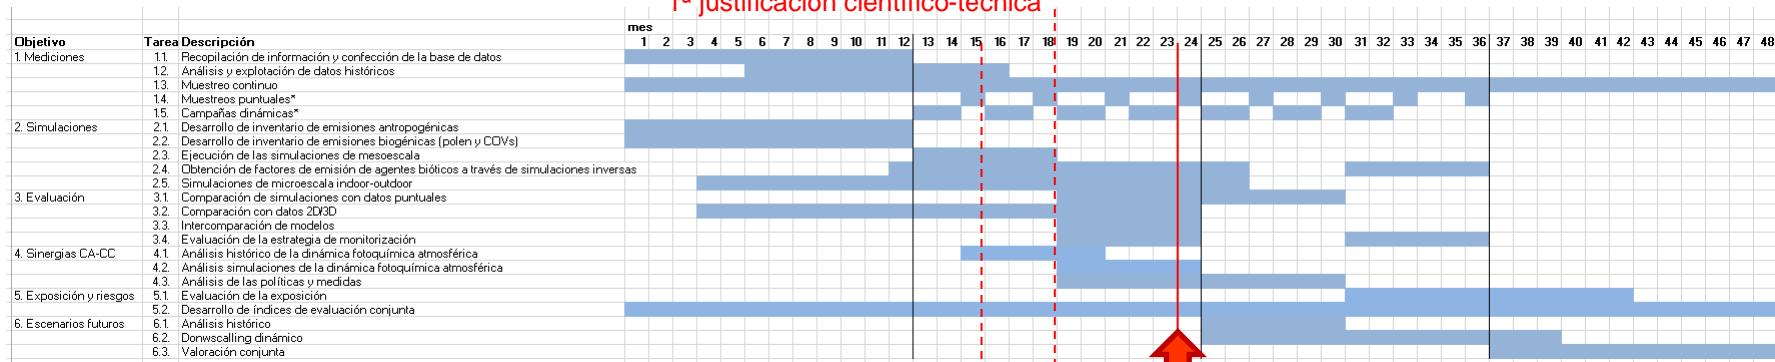 1ª justificación científico-técnica
mes
Objetivo Tarea Descripción 1 2 3 4 5 6 7 8 9 10 11 12 13 14 15 16 17 18 19 20 21 22 23 24 25 26 27 28 29 30 31 32 33 34 35 36 37 38 39 40 41 42 43 44 45 46 47 48
1. Mediciones 1.1. Recopilación de información y confección de la base de datos
1.2. Análisis y explotación de datos históricos
1.3. Muestreo continuo
1.4. Muestreos puntuales*
1.5. Campañas dinámicas*
2. Simulaciones 2.1. Desarrollo de inventario de emisiones antropogénicas
2.2. Desarrollo de inventario de emisiones biogénicas (polen y COVs)
2.3. Ejecución de las simulaciones de mesoescala
2.4. Obtención de factores de emisión de agentes bióticos a través de simulaciones inversas
2.5. Simulaciones de microescala indoor-outdoor
3. Evaluación 3.1. Comparación de simulaciones con datos puntuales
3.2. Comparación con datos 2D/3D
3.3. Intercomparación de modelos
3.4. Evaluación de la estrategia de monitorización
4. Sinergias CA-CC 4.1. Análisis histórico de la dinámica fotoquímica atmosférica
4.2. Análisis simulaciones de la dinámica fotoquímica atmosférica
4.3. Análisis de las políticas y medidas
5. Exposición y riesgos 5.1. Evaluación de la exposición
5.2. Desarrollo de índices de evaluación conjunta
6. Escenarios futuros 6.1. Análisis histórico
6.2. Donwscalling dinámico
6.3. Valoración conjunta